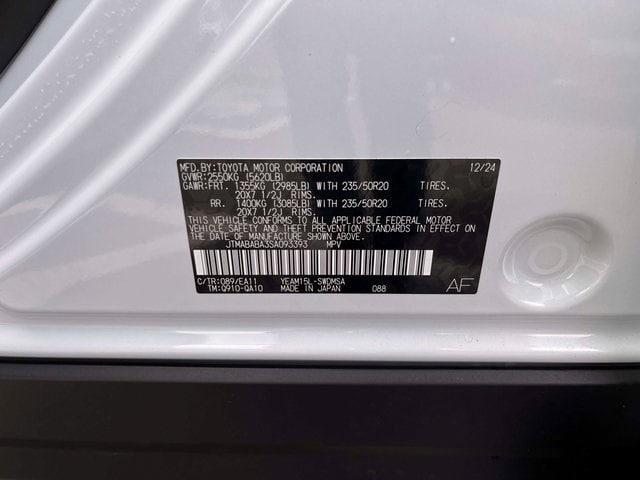 MFD.BY:TOYOTA MOTOR CORPORATION 12/24
GVWR:2550KG (5620LB)
GAWR:FRT. 1355KG (2985LB) WITH 235/50R20 TIRES.
20X7 1/2J RIMS.
RR. 1400KG (3085LB) WITH 235/50R20 TIRES.
20X7 1/2J RIMS.
THIS VEHICLE CONFORMS TO ALL APPLICABLE FEDERAL MOTOR
VEHICLE SAFETY AND THEFT PREVENTION STANDARDS IN EFFECT
ON THE DATE OF MANUFACTURE SHOWN ABOVE.
JTMABABA3SA093393 MPV
C/TR:089/EA11 YEAM15L-SWDMSA
TM:Q910-QA10 MADE IN JAPAN 088 AF